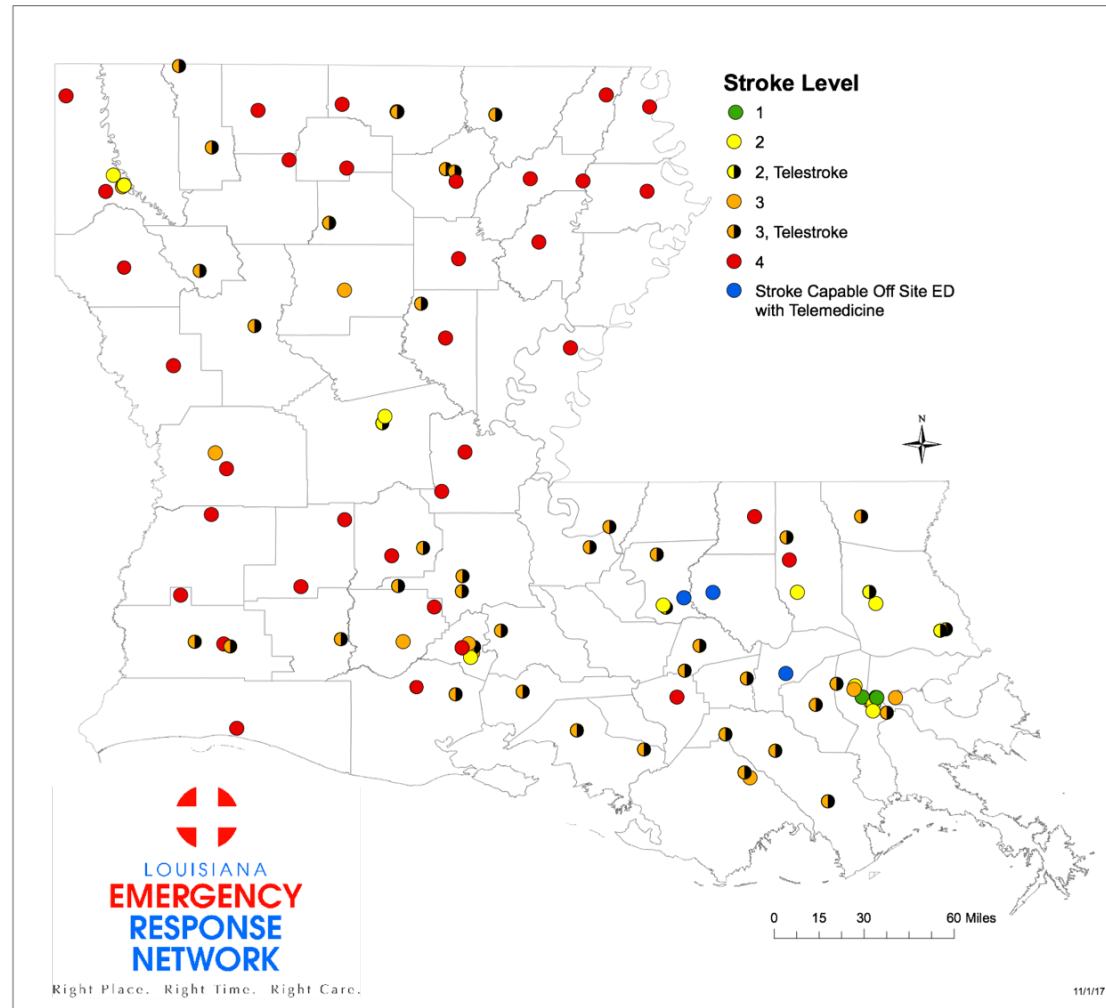 Stroke Level
1
2
2, Telestroke
3
3, Telestroke
4
Stroke Capable Off Site ED
with Telemedicine
N
LOUISIANA
EMERGENCY
RESPONSE
NETWORK
Right Place. Right Time. Right Care.
0 15 30 60 Miles
11/1/17